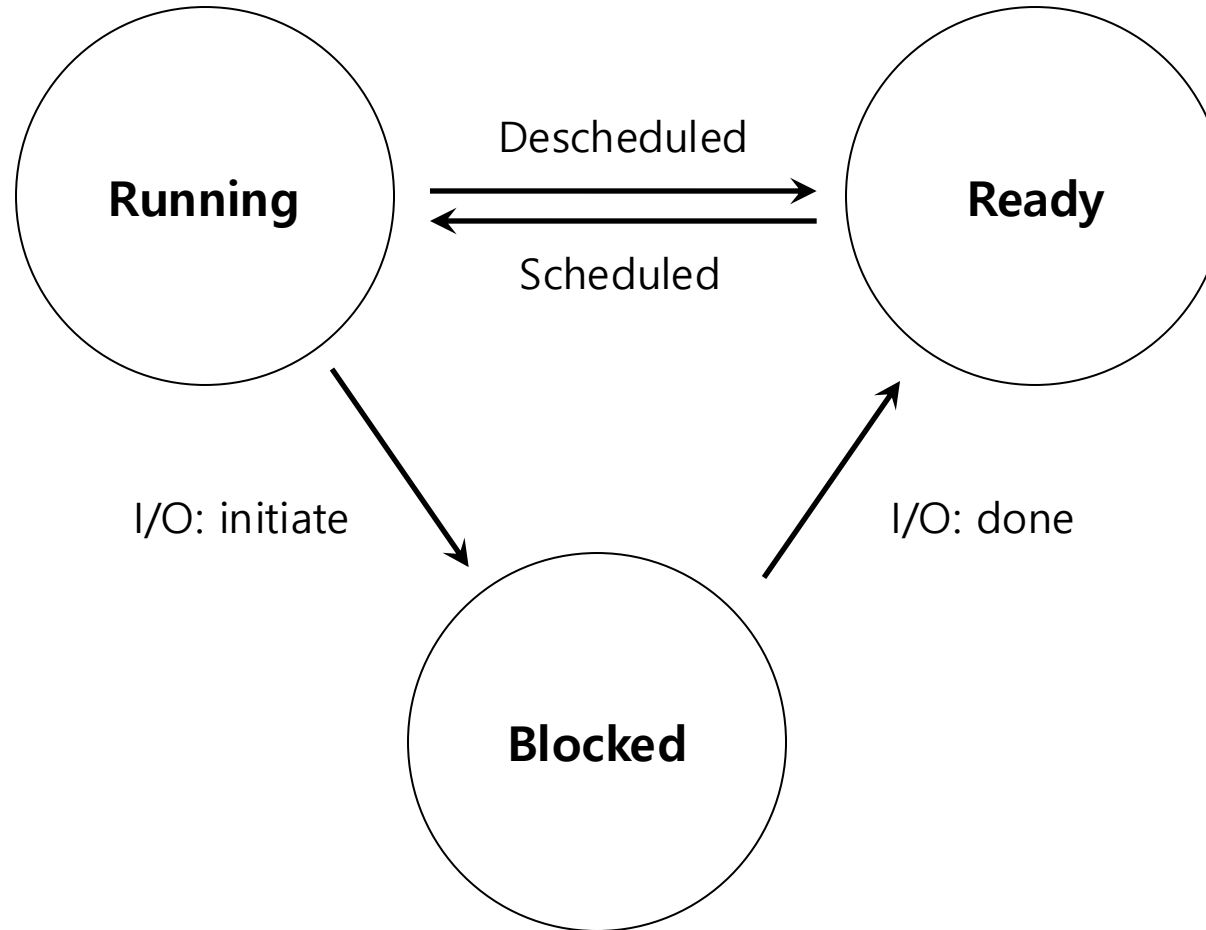 Descheduled
Running
Ready
Scheduled
I/O: initiate
I/O: done
Blocked